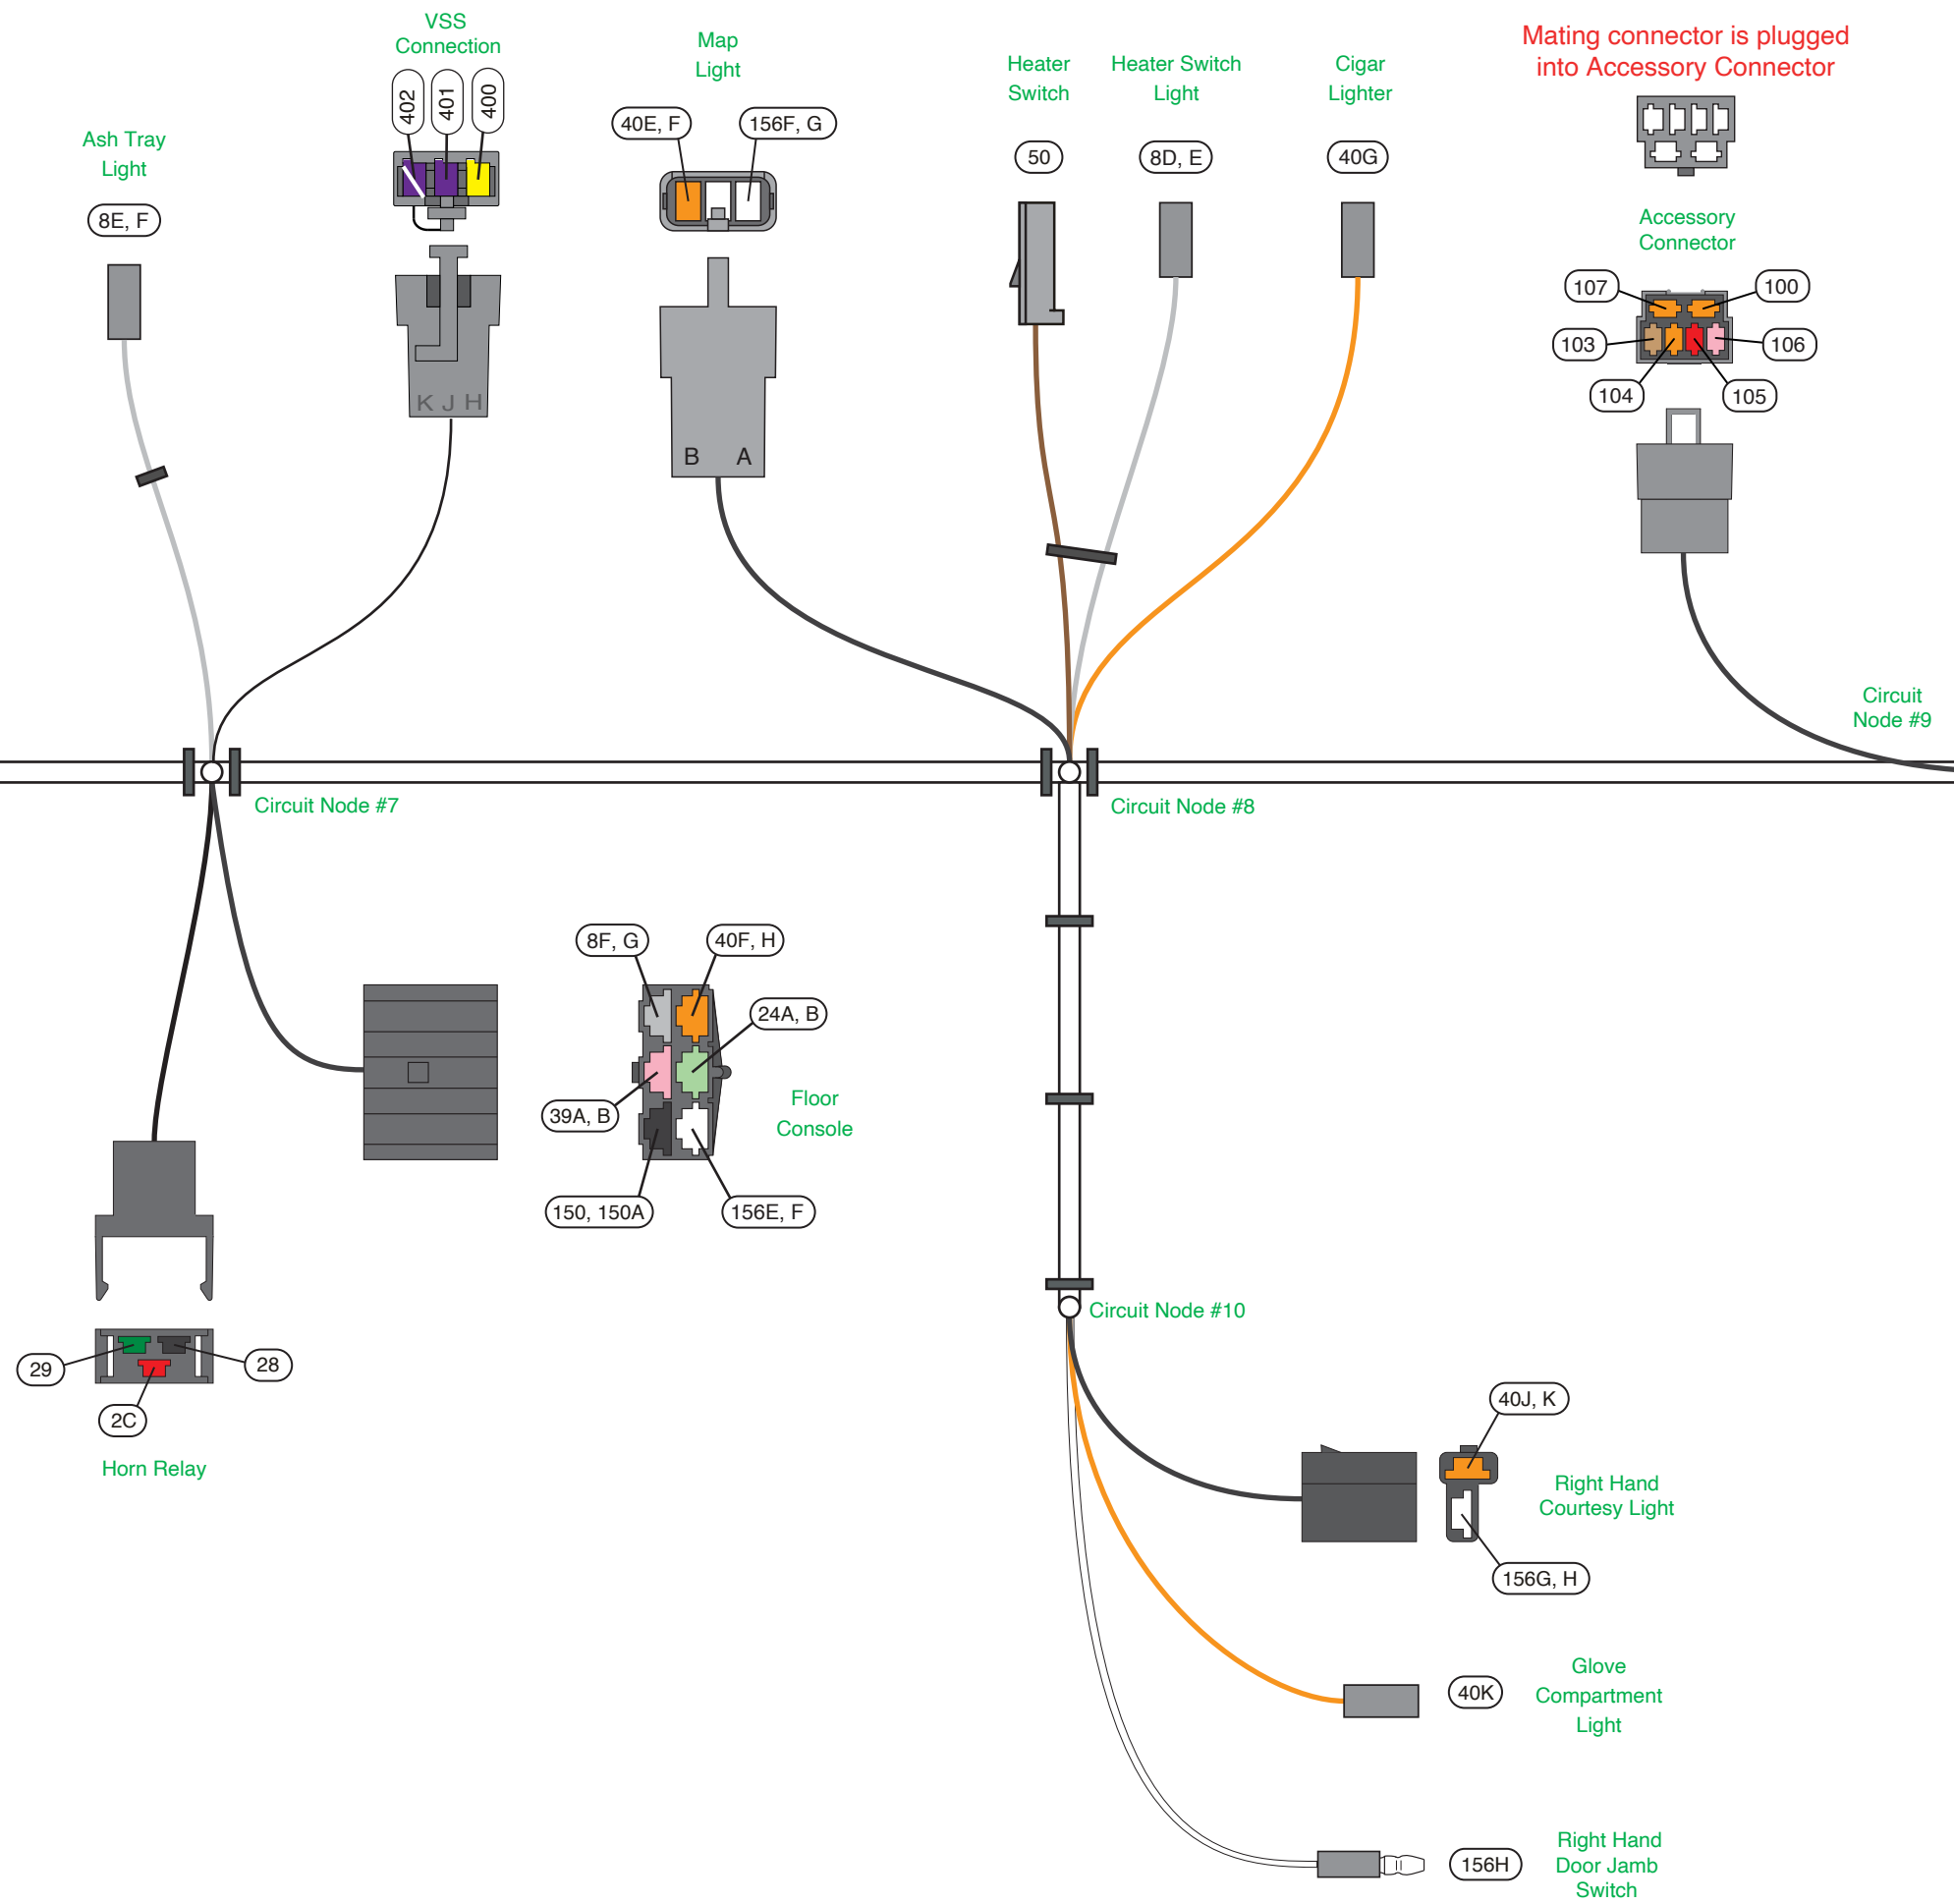 VSS
Connection
402
401
400
Ash Tray
Light
8E, F
K J H
Map
Light
40E, F
156F, G
B A
Heater
Switch
50
Heater Switch
Light
8D, E
Cigar
Lighter
40G
Mating connector is plugged
into Accessory Connector
Accessory
Connector
107
100
103
106
104
105
Circuit
Node #9
Circuit Node #7
Circuit Node #8
8F, G
40F, H
24A, B
39A, B
Floor
Console
150, 150A
156E, F
29
28
2C
Horn Relay
Circuit Node #10
40J, K
Right Hand
Courtesy Light
156G, H
40K
Glove
Compartment
Light
156H
Right Hand
Door Jamb
Switch